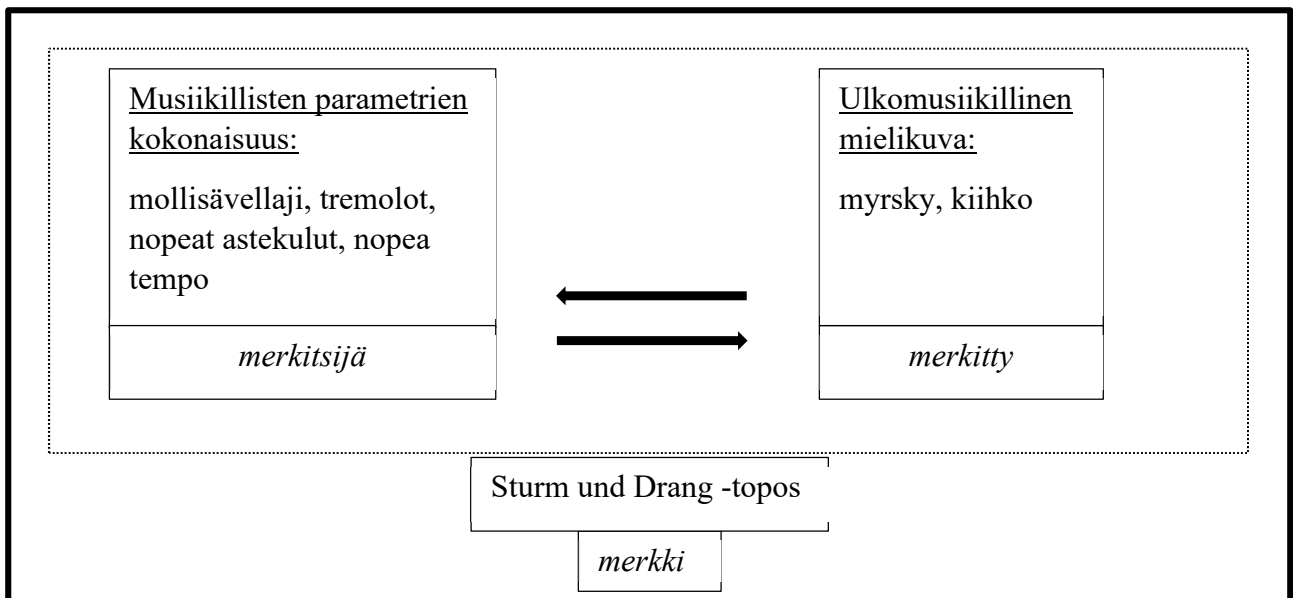 Musiikillisten parametrien
kokonaisuus:
mollisävellaji, tremolot,
nopeat astekulut, nopea
tempo
merkitsijä
Ulkomusiikillinen
mielikuva:
myrsky, kiihko
merkitty
Sturm und Drang -topos
merkki